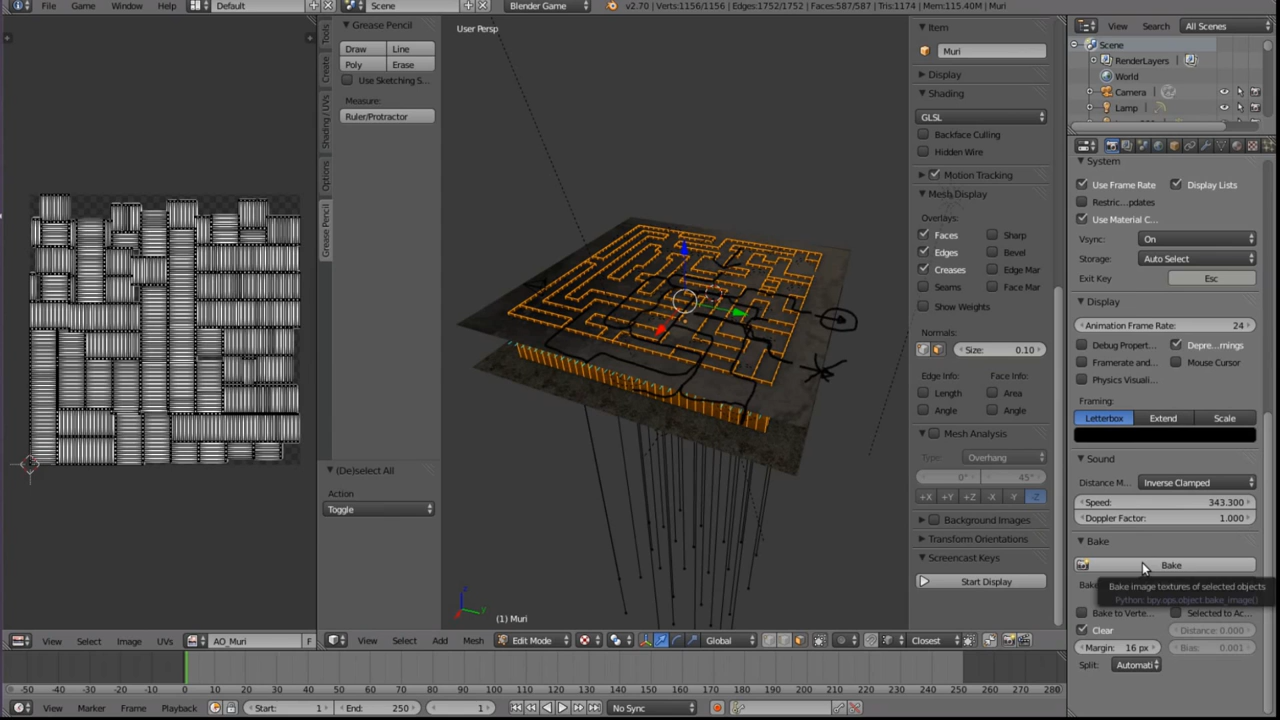 File Game Window Help Default Scene Blender Game v2.70 | Verts:1156/1156 | Edges:1752/1752 | Faces:587/587 | Tris:1174 | Mem:115.40M | Muri
Grease Pencil
Draw Line
Poly Erase
Use Sketching S...
Measure:
Ruler/Protractor
Tools
Create
Shading / UVs
Options
Grease Pencil
(De)select All
Action
Toggle
User Persp
(1) Muri
Item
Muri
Display
Shading
GLSL
Backface Culling
Hidden Wire
Motion Tracking
Mesh Display
Overlays:
Faces Sharp
Edges Bevel
Creases Edge Mar
Seams Face Mar
Show Weights
Normals:
Size: 0.10
Edge Info: Face Info:
Length Area
Angle Angle
Mesh Analysis
Type: Overhang
0° 45°
+X +Y +Z -X -Y -Z
Background Images
Transform Orientations
Screencast Keys
Start Display
View Search All Scenes
Scene
RenderLayers
World
Camera
Lamp
System
Use Frame Rate Display Lists
Restric...pdates
Use Material C...
Vsync: On
Storage: Auto Select
Exit Key Esc
Display
Animation Frame Rate: 24
Debug Propert... Depre...rnings
Framerate and... Mouse Cursor
Physics Visuali...
Framing:
Letterbox Extend Scale
Sound
Distance M... Inverse Clamped
Speed: 343.300
Doppler Factor: 1.000
Bake
Bake
Bake image textures of selected objects
Python: bpy.ops.object.bake_image()
Bake to Verte... Selected to Ac...
Clear Distance: 0.000
Margin: 16 px Bias: 0.001
Split: Automati
View Select Image UVs AO_Muri F
View Select Add Mesh Edit Mode Global Closest
-50 -40 -30 -20 -10 0 10 20 30 40 50 60 70 80 90 100 110 120 130 140 150 160 170 180 190 200 210 220 230 240 250 260 270 280
View Marker Frame Playback Start: 1 End: 250 1 No Sync